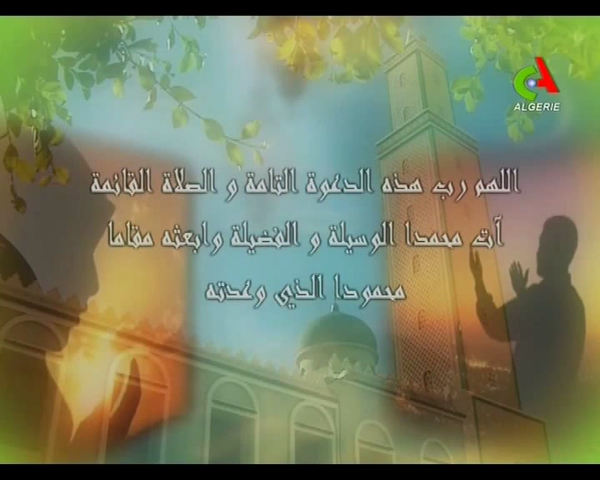 ALGERIE
اللهم رب هذه الدعوة التامة و الصلاة القائمة
آت محمدا الوسيلة و الفضيلة وابعثه مقاما
محمودا الذي وعدته